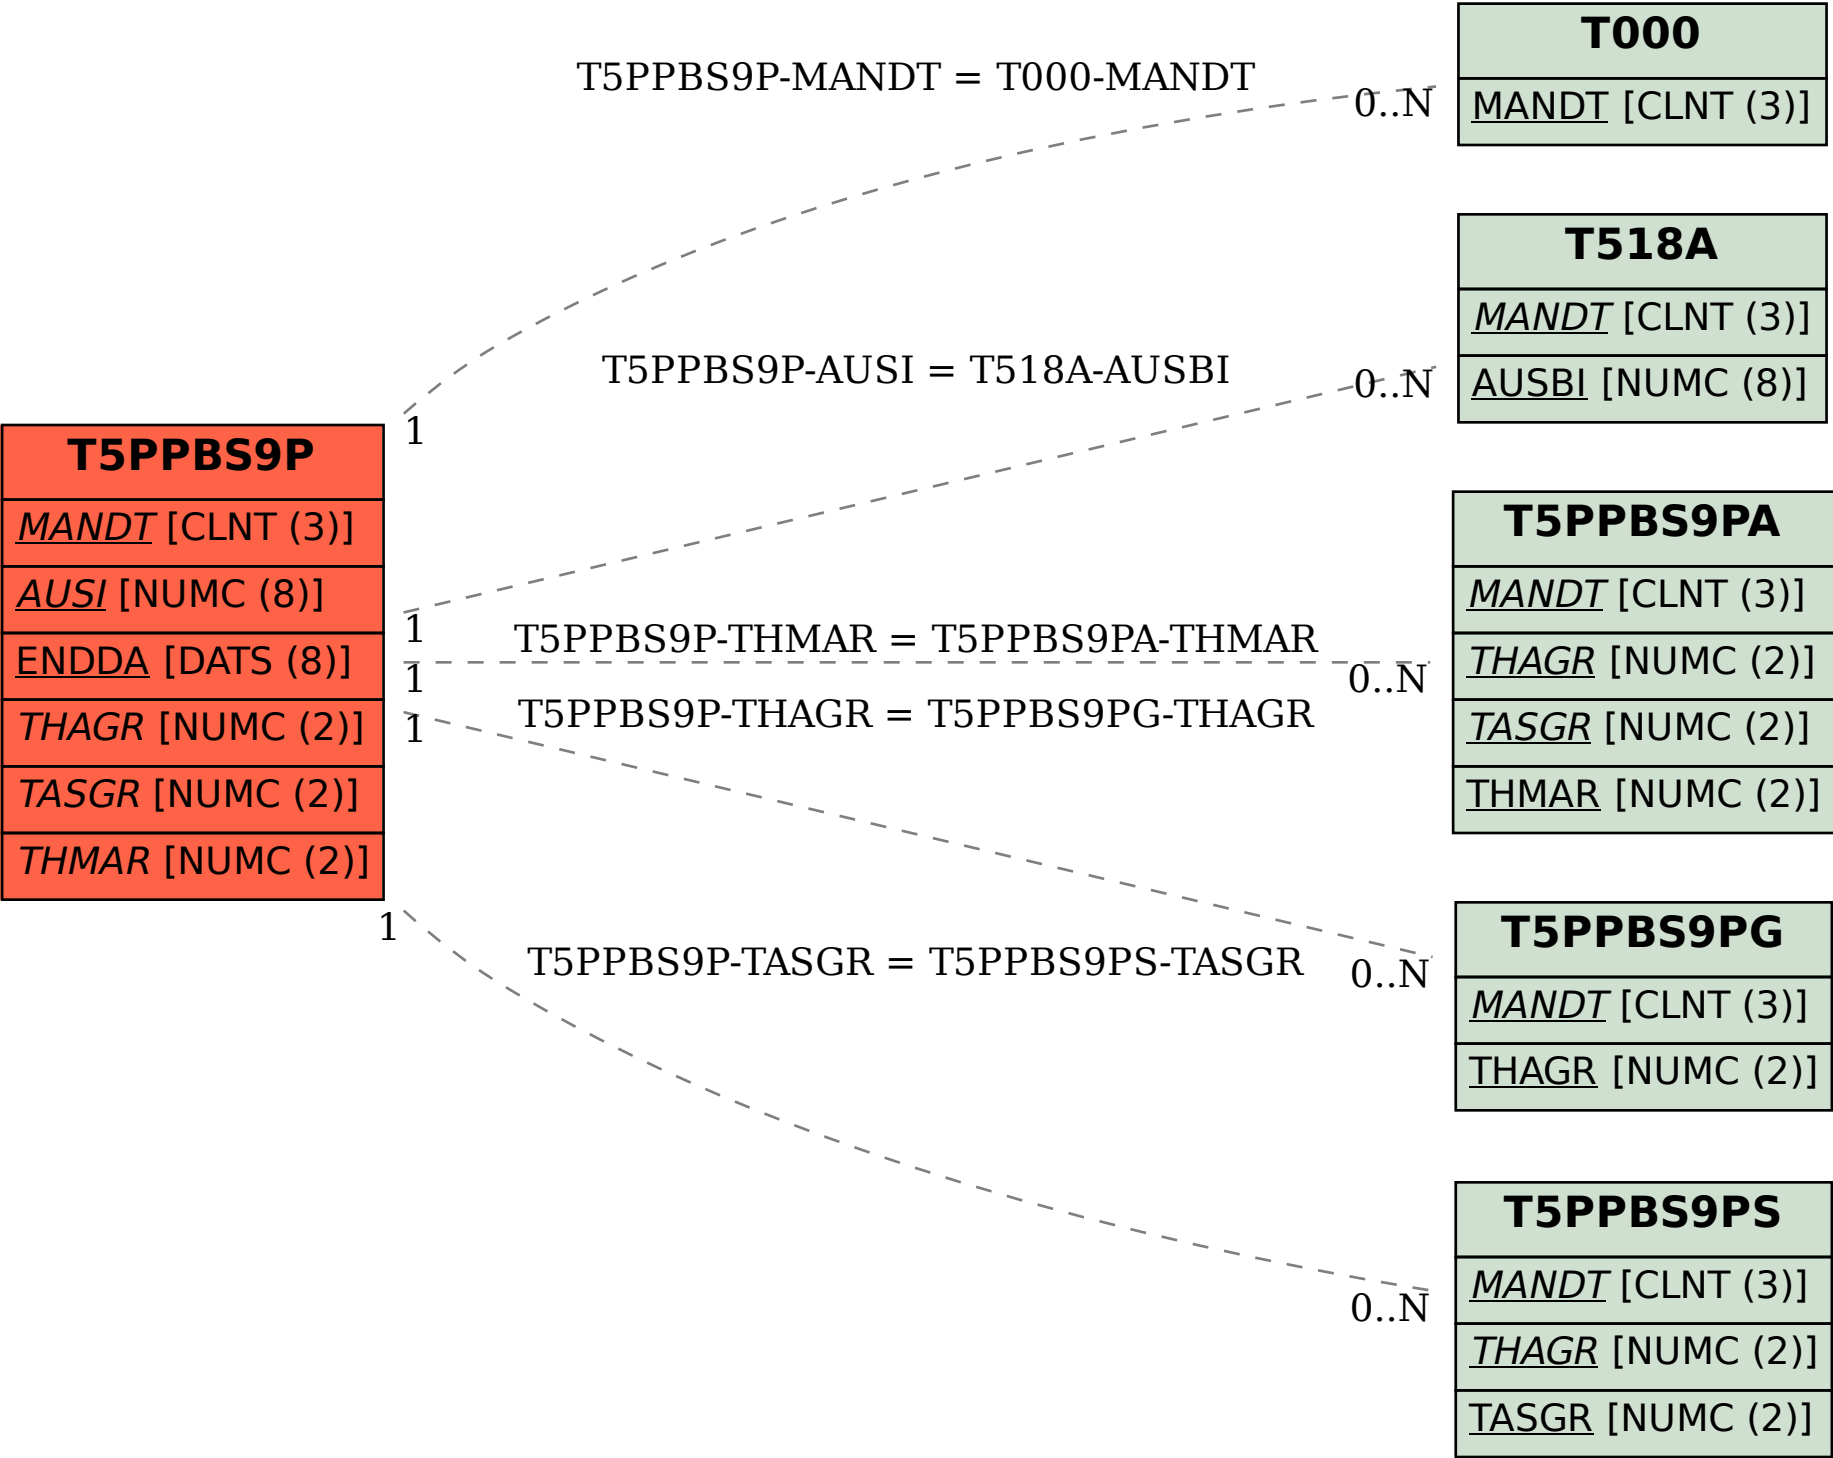 T5PPBS9P
MANDT [CLNT (3)]
AUSI [NUMC (8)]
ENDDA [DATS (8)]
THAGR [NUMC (2)]
TASGR [NUMC (2)]
THMAR [NUMC (2)]
T5PPBS9P-MANDT = T000-MANDT
1
0..N
T5PPBS9P-AUSI = T518A-AUSBI
1
0..N
T5PPBS9P-THMAR = T5PPBS9PA-THMAR
1
0..N
T5PPBS9P-THAGR = T5PPBS9PG-THAGR
1
0..N
T5PPBS9P-TASGR = T5PPBS9PS-TASGR
1
0..N
T000
MANDT [CLNT (3)]
T518A
MANDT [CLNT (3)]
AUSBI [NUMC (8)]
T5PPBS9PA
MANDT [CLNT (3)]
THAGR [NUMC (2)]
TASGR [NUMC (2)]
THMAR [NUMC (2)]
T5PPBS9PG
MANDT [CLNT (3)]
THAGR [NUMC (2)]
T5PPBS9PS
MANDT [CLNT (3)]
THAGR [NUMC (2)]
TASGR [NUMC (2)]